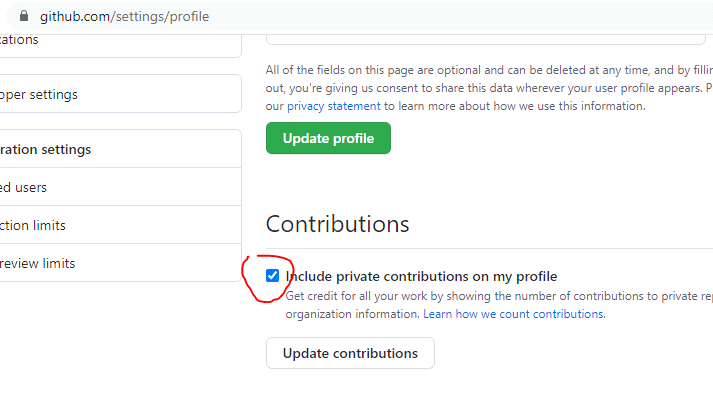 github.com/settings/profile
cations
oper settings
ration settings
ed users
ction limits
review limits
All of the fields on this page are optional and can be deleted at any time, and by fillin
out, you're giving us consent to share this data wherever your user profile appears. P
our privacy statement to learn more about how we use this information.
Update profile
Contributions
Include private contributions on my profile
Get credit for all your work by showing the number of contributions to private rep
organization information. Learn how we count contributions.
Update contributions